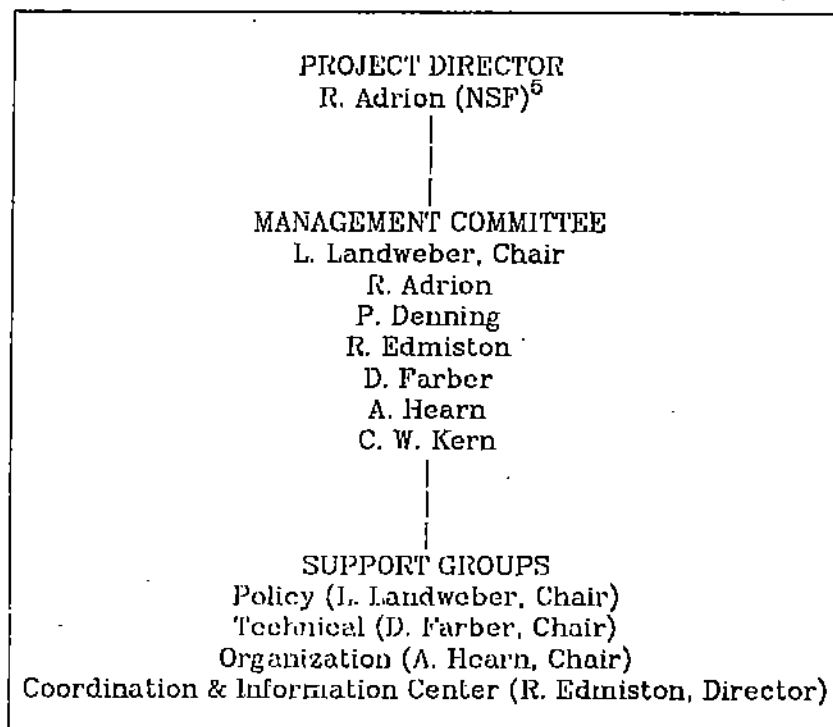 PROJECT DIRECTOR
R. Adrion (NSF)⁵
MANAGEMENT COMMITTEE
L. Landweber, Chair
R. Adrion
P. Denning
R. Edmiston
D. Farber
A. Hearn
C. W. Kern
SUPPORT GROUPS
Policy (L. Landweber, Chair)
Technical (D. Farber, Chair)
Organization (A. Hearn, Chair)
Coordination & Information Center (R. Edmiston, Director)